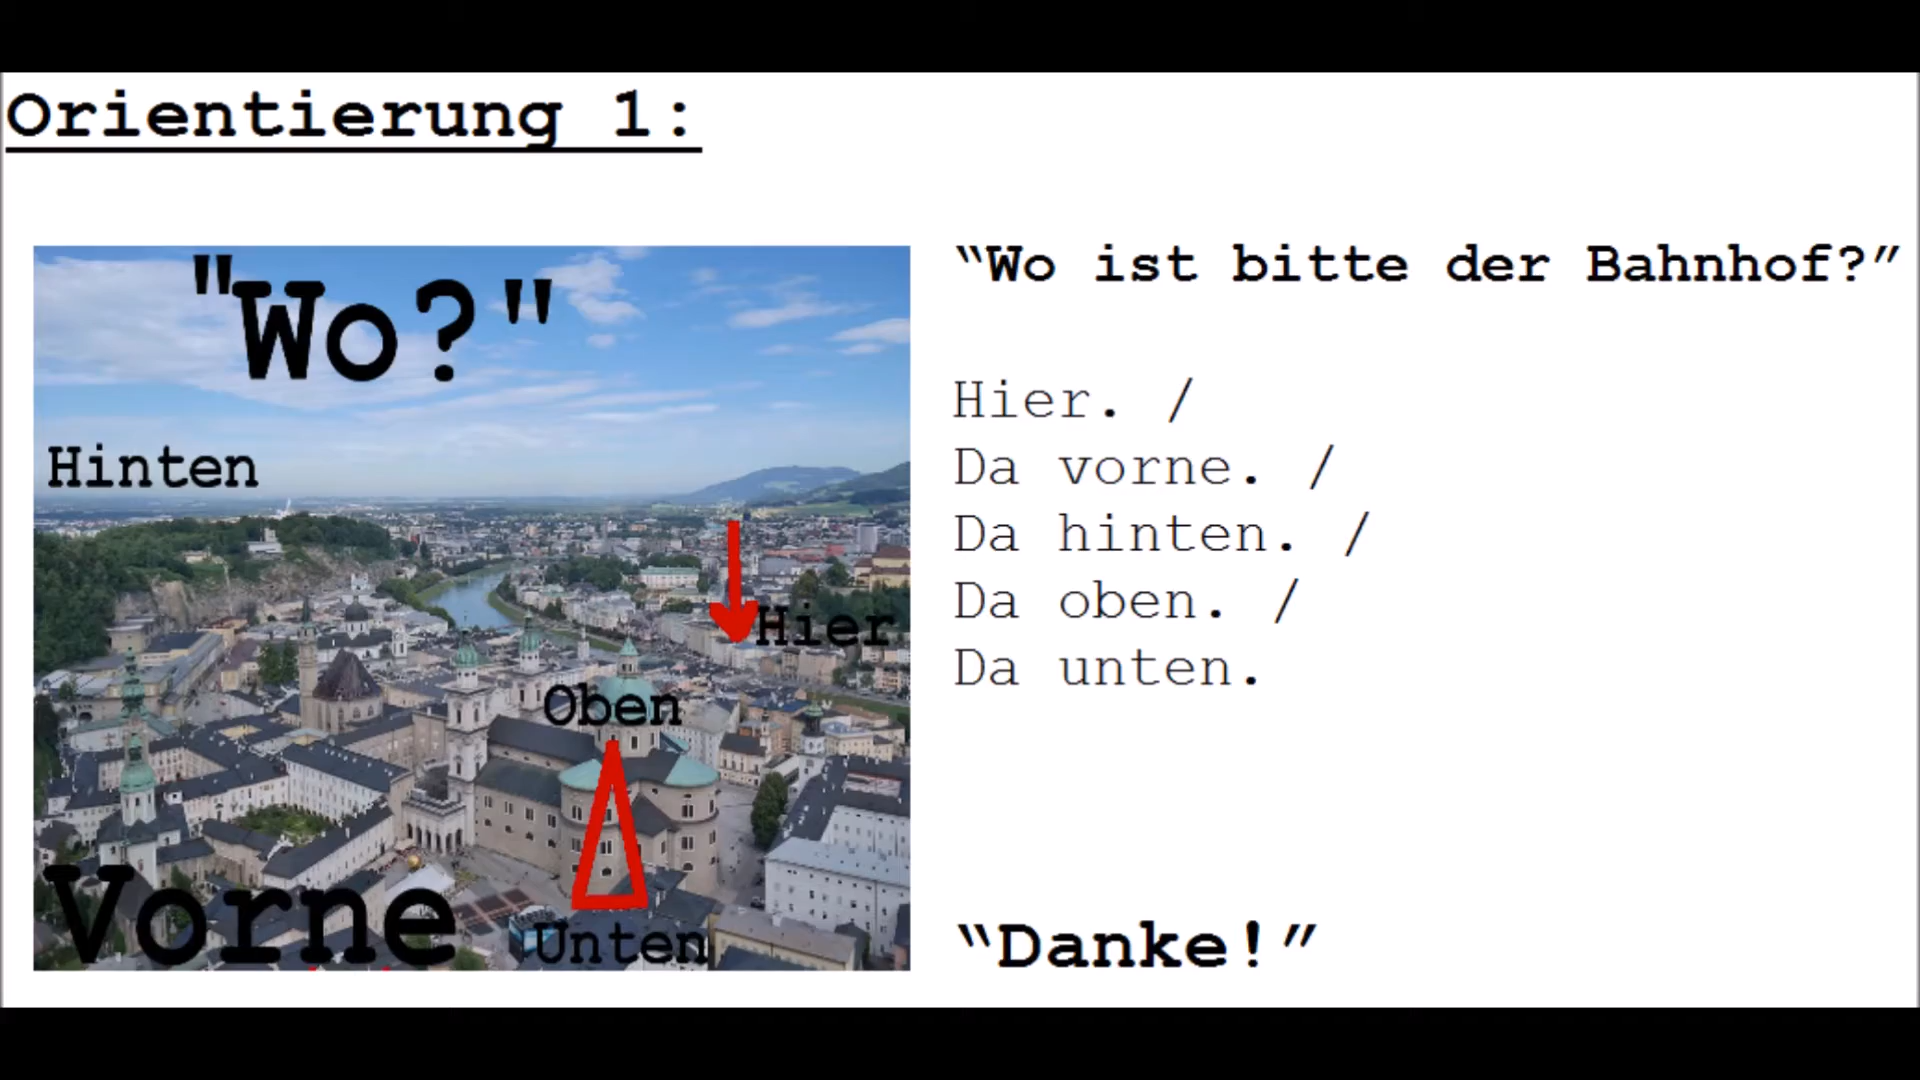 Orientierung 1:
"Wo?"
Hinten
Hier
Oben
Vorne
Unten
“Wo ist bitte der Bahnhof?”
Hier. /
Da vorne. /
Da hinten. /
Da oben. /
Da unten.
“Danke!”